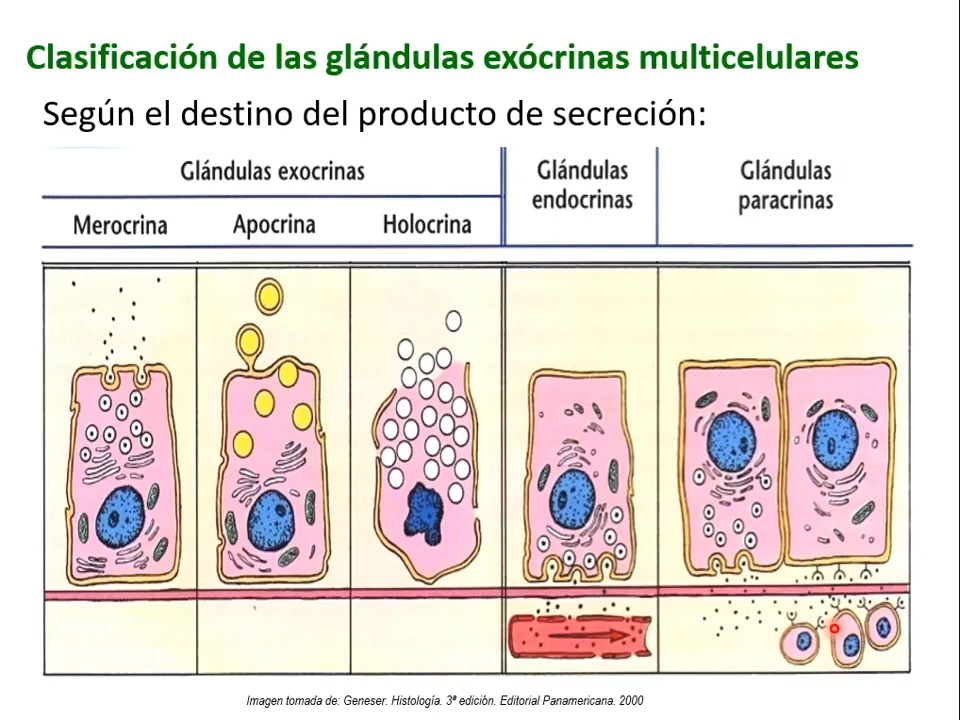 Clasificación de las glándulas exócrinas multicelulares
Según el destino del producto de secreción:
Glándulas exocrinas
Glándulas endocrinas
Glándulas paracrinas
Merocrina
Apocrina
Holocrina
Imagen tomada de: Geneser. Histología. 3ª edición. Editorial Panamericana. 2000